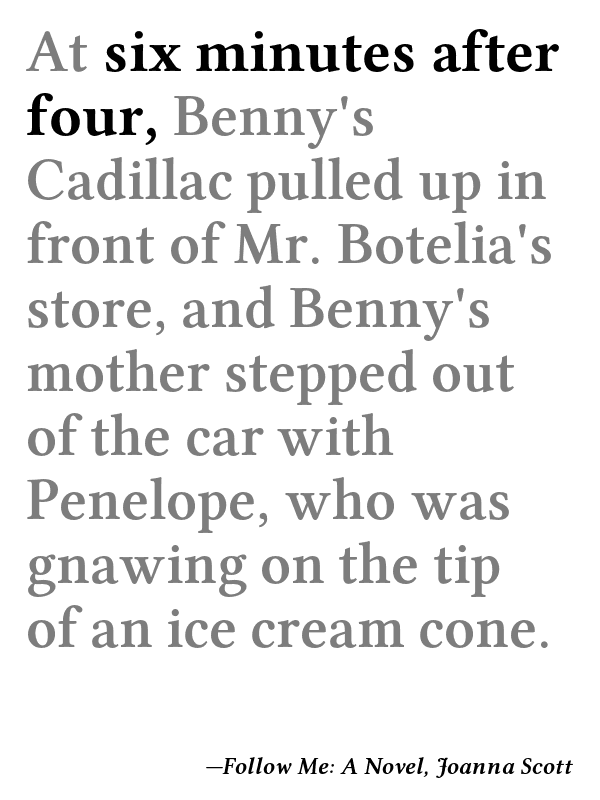 At six minutes after
four, Benny's
Cadillac pulled up in
front of Mr. Botelia's
store, and Benny's
mother stepped out
of the car with
Penelope, who was
gnawing on the tip
of an ice cream cone.
—Follow Me: A Novel, Joanna Scott